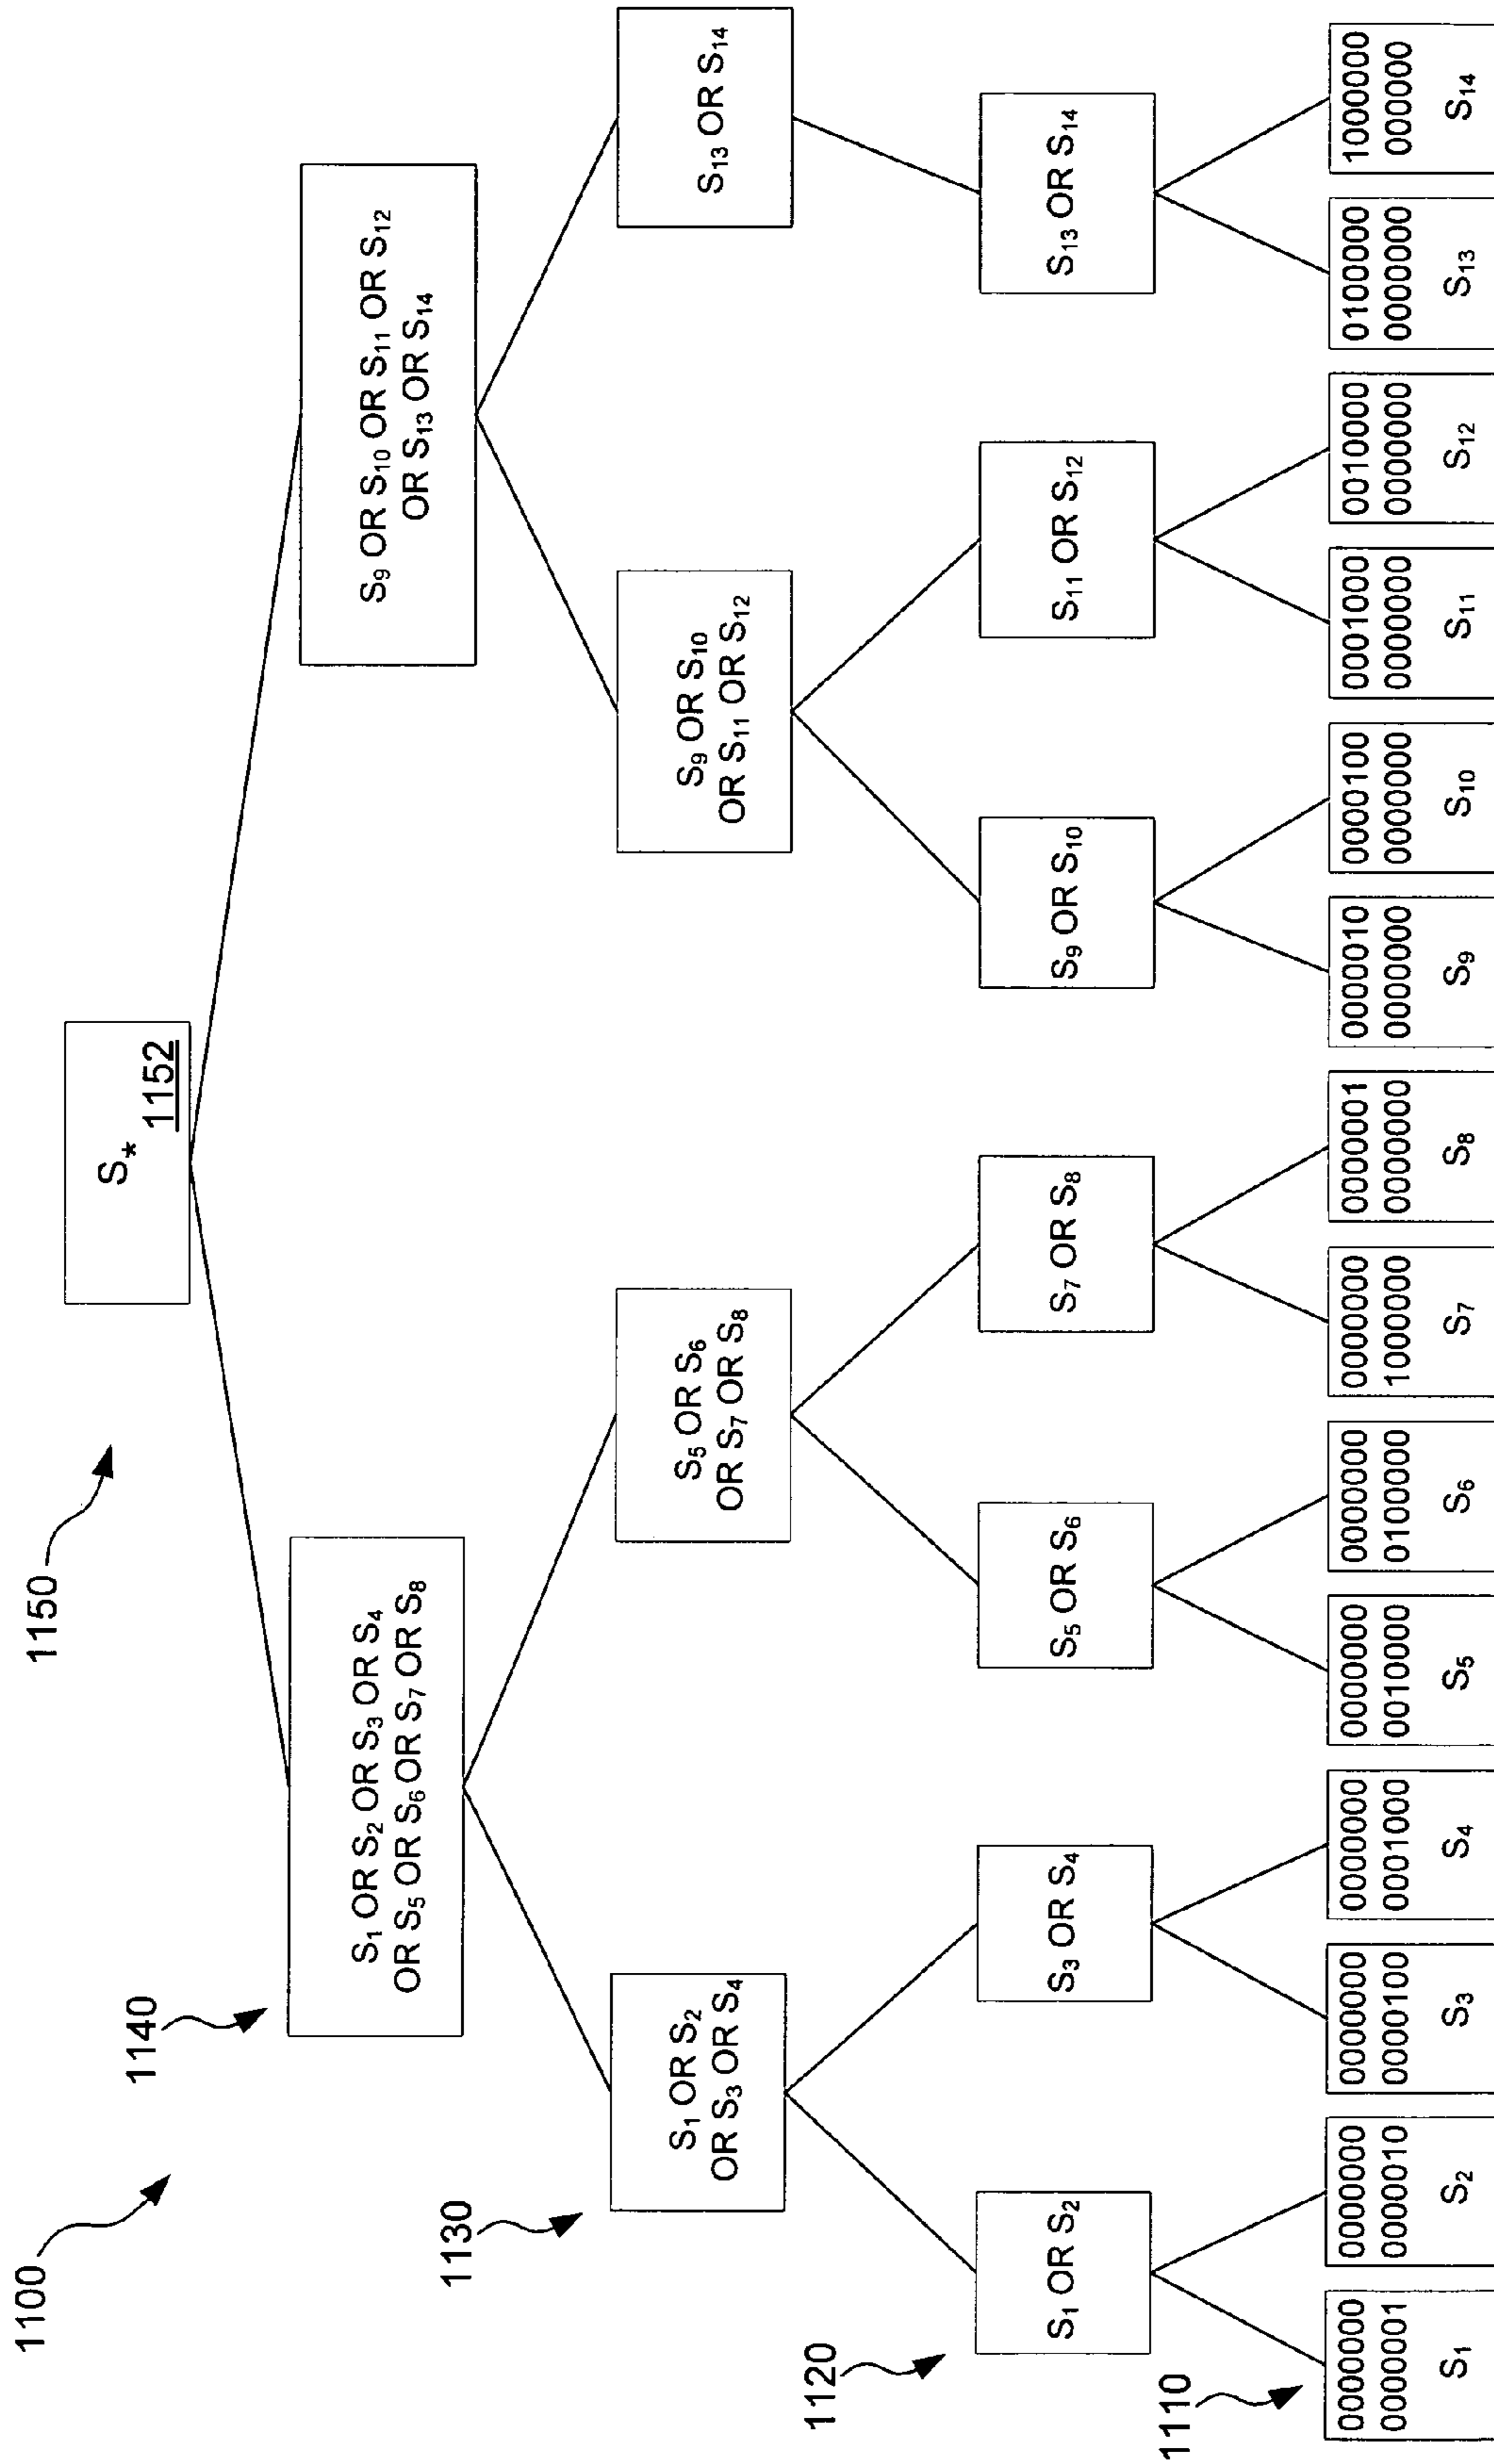 1100
1150
S* 1152
1140
S₁ OR S₂ OR S₃ OR S₄
OR S₅ OR S₆ OR S₇ OR S₈
S₉ OR S₁₀ OR S₁₁ OR S₁₂
OR S₁₃ OR S₁₄
1130
S₁ OR S₂
OR S₃ OR S₄
S₅ OR S₆
OR S₇ OR S₈
S₉ OR S₁₀
OR S₁₁ OR S₁₂
S₁₃ OR S₁₄
1120
S₁ OR S₂
S₃ OR S₄
S₅ OR S₆
S₇ OR S₈
S₉ OR S₁₀
S₁₁ OR S₁₂
S₁₃ OR S₁₄
1110
0000000
0000001
S₁
0000000
0000010
S₂
0000000
0000100
S₃
0000000
0001000
S₄
0000000
0010000
S₅
0000000
0100000
S₆
0000000
1000000
S₇
0000001
0000000
S₈
0000010
0000000
S₉
0000100
0000000
S₁₀
0001000
0000000
S₁₁
0010000
0000000
S₁₂
0100000
0000000
S₁₃
1000000
000000
S₁₄